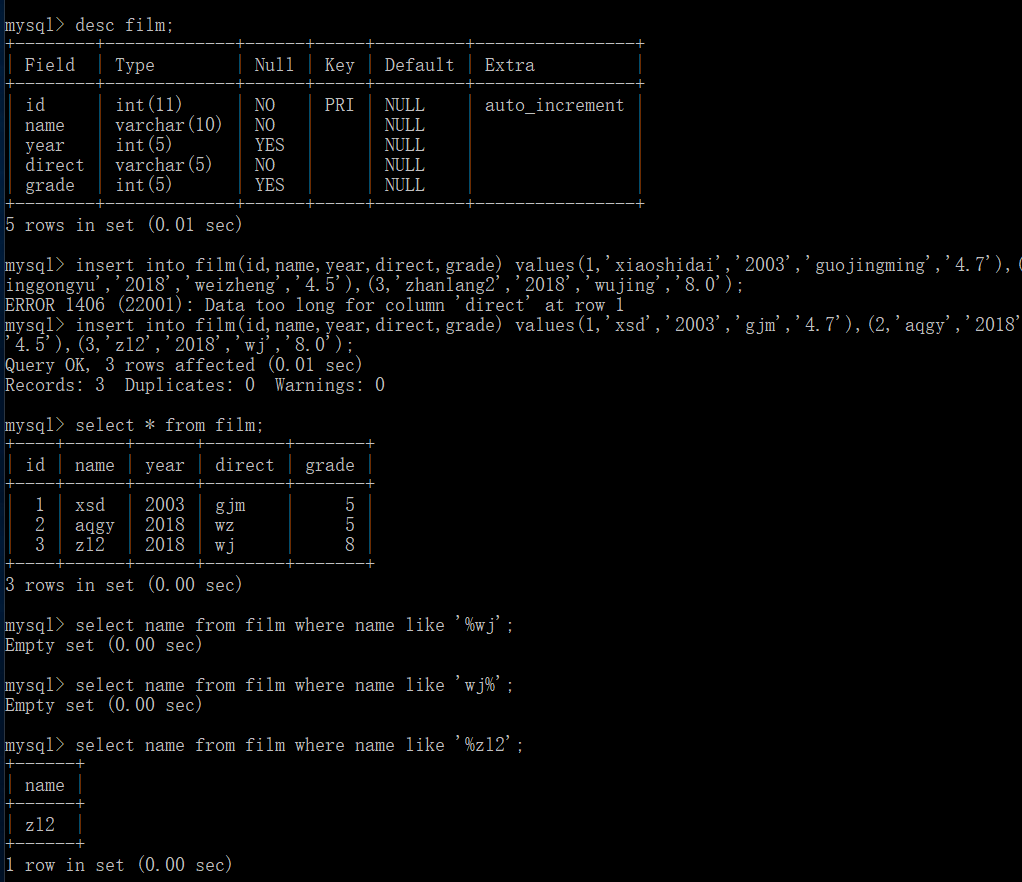 mysql> desc film;
+---------+-------------+------+-----+---------+----------------+
| Field | Type | Null | Key | Default | Extra |
+---------+-------------+------+-----+---------+----------------+
| id | int(11) | NO | PRI | NULL | auto_increment |
| name | varchar(10) | NO | | NULL | |
| year | int(5) | YES | | NULL | |
| direct | varchar(5) | NO | | NULL | |
| grade | int(5) | YES | | NULL | |
+---------+-------------+------+-----+---------+----------------+
5 rows in set (0.01 sec)
mysql> insert into film(id,name,year,direct,grade) values(1,'xiaoshidai','2003','guojingming','4.7'),(
inggongyu','2018','weizheng','4.5'),(3,'zhanlang2','2018','wujing','8.0');
ERROR 1406 (22001): Data too long for column 'direct' at row 1
mysql> insert into film(id,name,year,direct,grade) values(1,'xsd','2003','gjm','4.7'),(2,'aqgy','2018'
'4.5'),(3,'zl2','2018','wj','8.0');
Query OK, 3 rows affected (0.01 sec)
Records: 3 Duplicates: 0 Warnings: 0
mysql> select * from film;
+----+------+------+--------+-------+
| id | name | year | direct | grade |
+----+------+------+--------+-------+
| 1 | xsd | 2003 | gjm | 5 |
| 2 | aqgy | 2018 | wz | 5 |
| 3 | zl2 | 2018 | wj | 8 |
+----+------+------+--------+-------+
3 rows in set (0.00 sec)
mysql> select name from film where name like '%wj';
Empty set (0.00 sec)
mysql> select name from film where name like 'wj%';
Empty set (0.00 sec)
mysql> select name from film where name like '%zl2';
+------+
| name |
+------+
| zl2 |
+------+
1 row in set (0.00 sec)